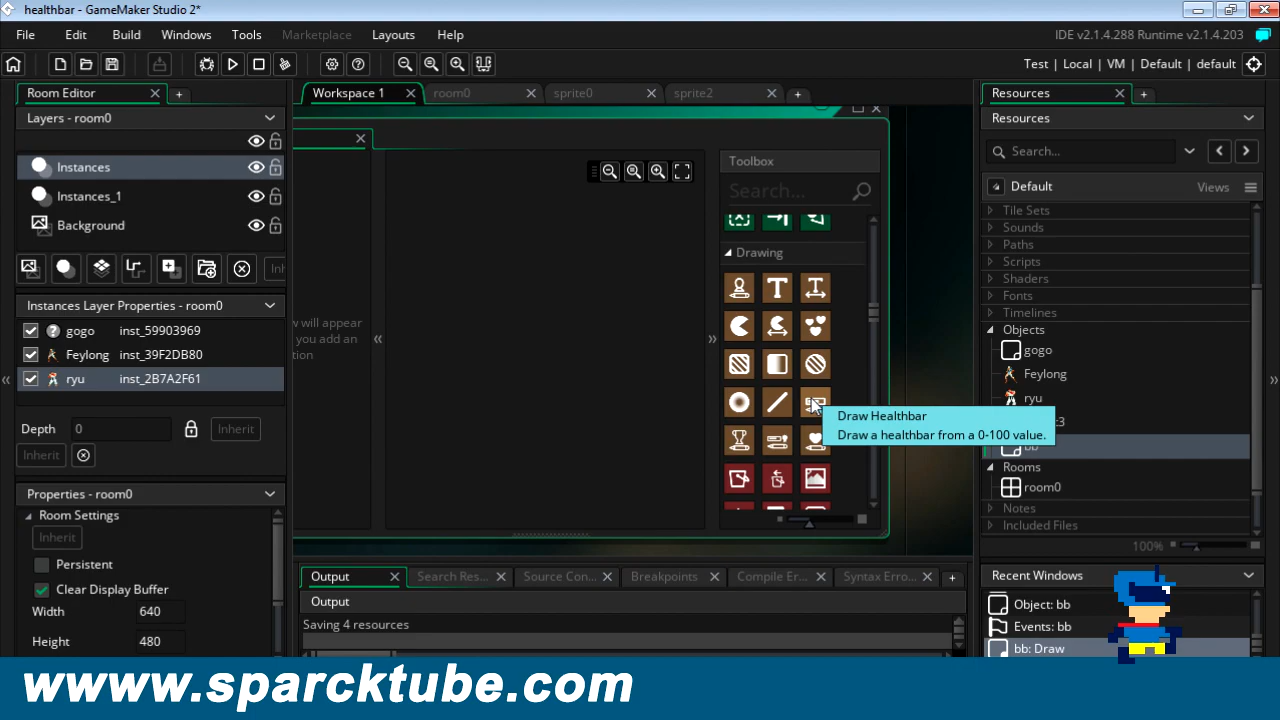 healthbar - GameMaker Studio 2*
File Edit Build Windows Tools Marketplace Layouts Help
IDE v2.1.4.288 Runtime v2.1.4.203
Test | Local | VM | Default | default
Room Editor
Layers - room0
Instances
Instances_1
Background
Inh
Instances Layer Properties - room0
gogo inst_59903969
Feylong inst_39F2DB80
ryu inst_2B7A2F61
Depth 0 Inherit
Inherit
Properties - room0
Room Settings
Inherit
Persistent
Clear Display Buffer
Width 640
Height 480
Workspace 1 room0 sprite0 sprite2
w will appear
you add an
ction
Toolbox
Search...
Drawing
Draw Healthbar
Draw a healthbar from a 0-100 value.
Output Search Res... Source Con... Breakpoints Compile Er... Syntax Erro...
Output
Saving 4 resources
Resources
Resources
Search...
Default Views
Tile Sets
Sounds
Paths
Scripts
Shaders
Fonts
Timelines
Objects
gogo
Feylong
ryu
bb
Rooms
room0
Notes
Included Files
100%
Recent Windows
Object: bb
Events: bb
bb: Draw
www.sparcktube.com